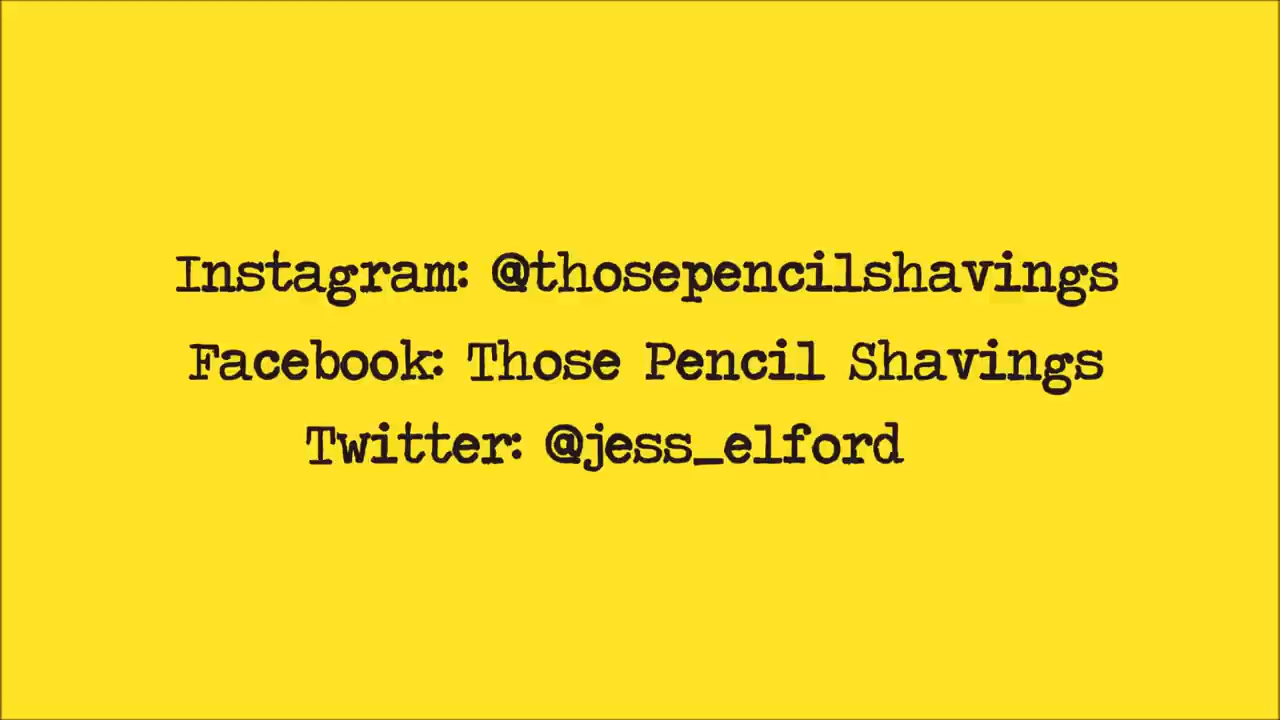 Instagram: @thosepencilshavings
Facebook: Those Pencil Shavings
Twitter: @jess_elford